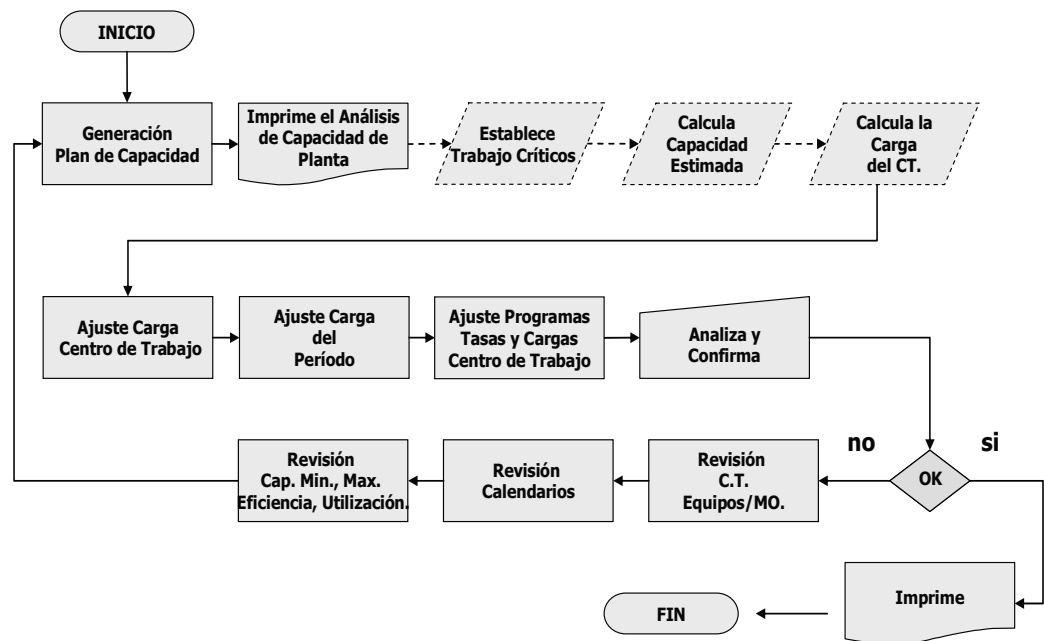 INICIO
Generación
Plan de Capacidad
Imprime el Análisis
de Capacidad de
Planta
Establece
Trabajo Críticos
Calcula
Capacidad
Estimada
Calcula la
Carga
del CT.
Ajuste Carga
Centro de Trabajo
Ajuste Carga
del
Período
Ajuste Programas
Tasas y Cargas
Centro de Trabajo
Analiza y
Confirma
no
si
OK
Revisión
Cap. Min., Max.
Eficiencia, Utilización.
Revisión
Calendarios
Revisión
C.T.
Equipos/MO.
Imprime
FIN